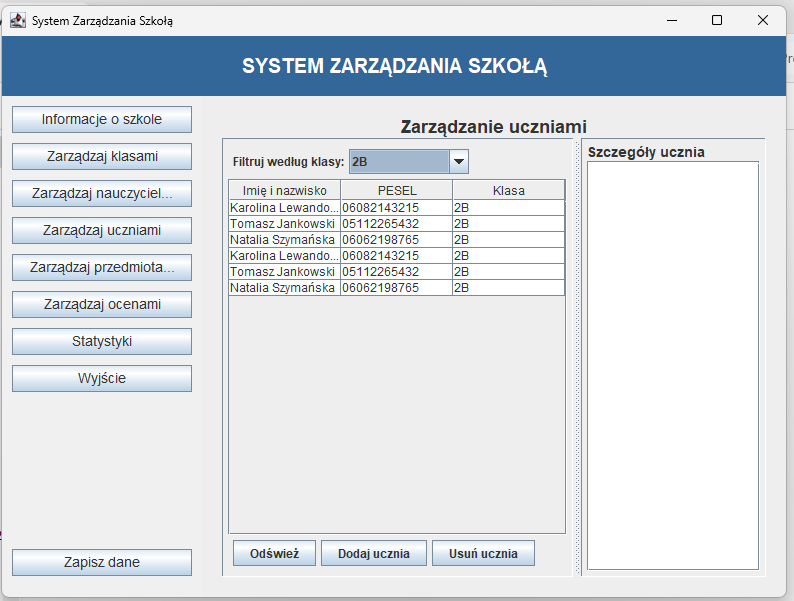 System Zarządzania Szkołą
SYSTEM ZARZĄDZANIA SZKOŁĄ
Informacje o szkole
Zarządzaj klasami
Zarządzaj nauczyciel...
Zarządzaj uczniami
Zarządzaj przedmiota...
Zarządzaj ocenami
Statystyki
Wyjście
Zapisz dane
Zarządzanie uczniami
Filtruj według klasy: 2B
Imię i nazwisko PESEL Klasa
Karolina Lewando... 06082143215 2B
Tomasz Jankowski 05112265432 2B
Natalia Szymańska 06062198765 2B
Karolina Lewando... 06082143215 2B
Tomasz Jankowski 05112265432 2B
Natalia Szymańska 06062198765 2B
Odśwież Dodaj ucznia Usuń ucznia
Szczegóły ucznia